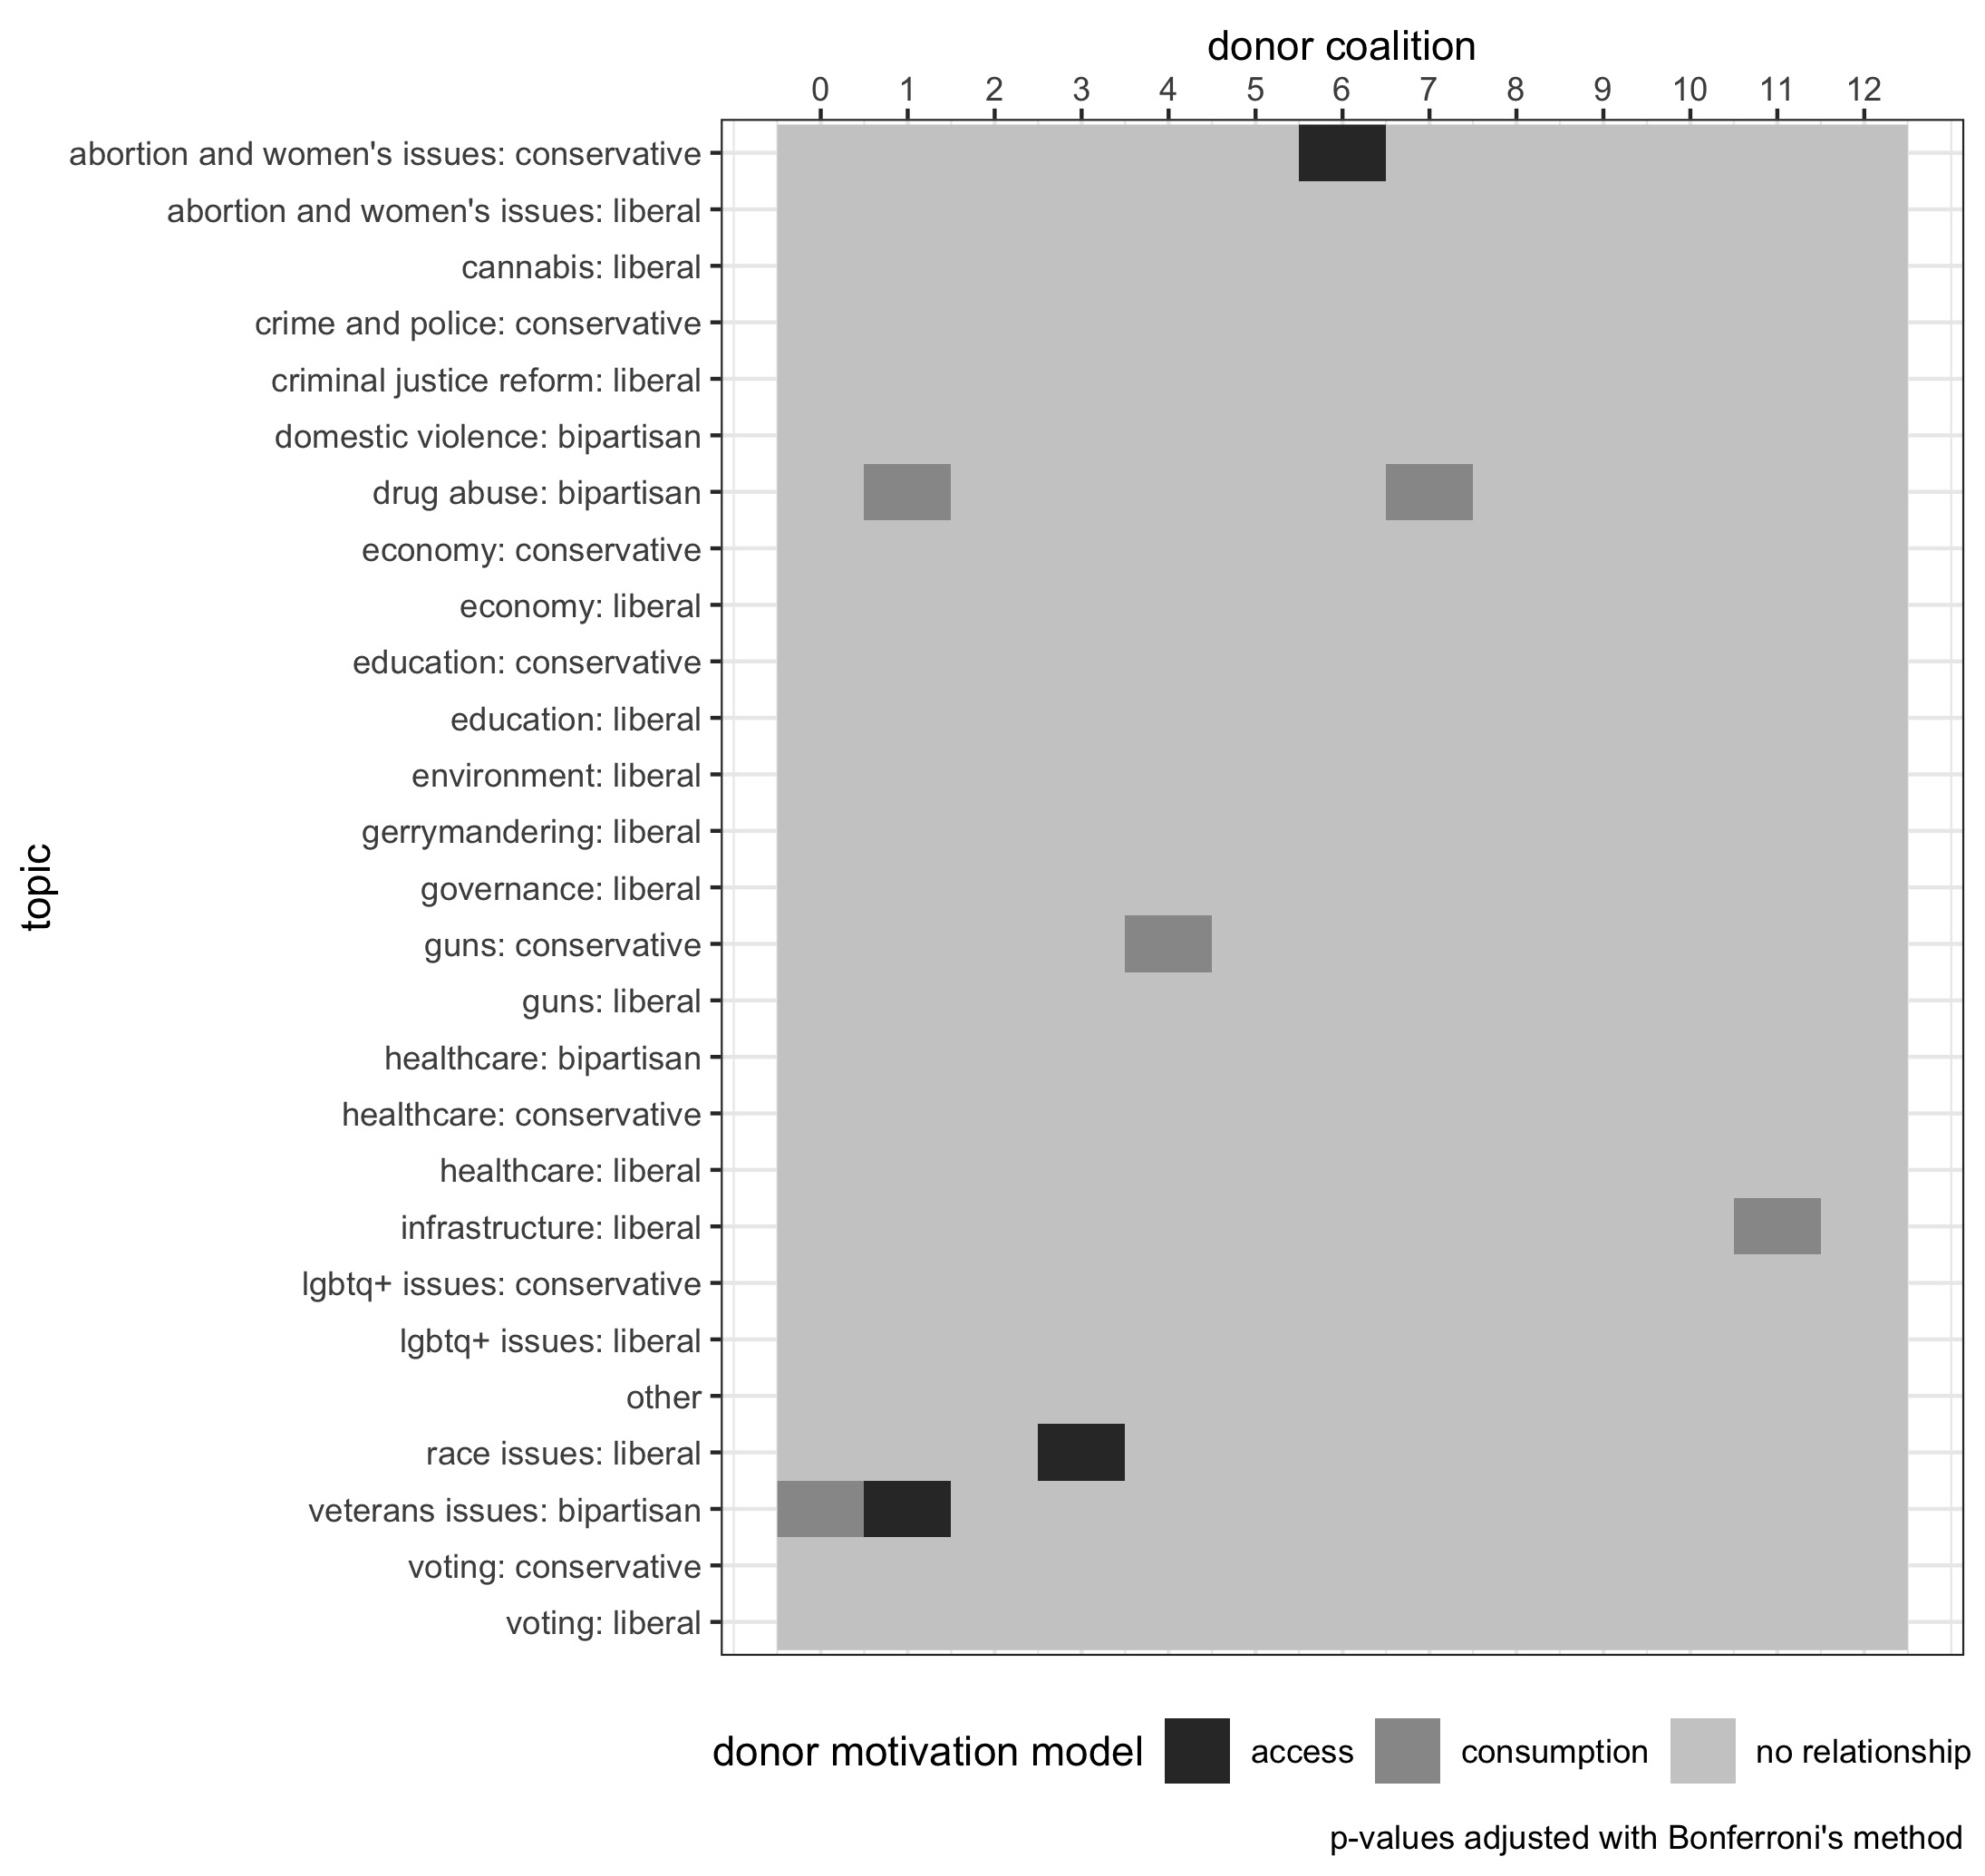 donor coalition
0 1 2 3 4 5 6 7 8 9 10 11 12
abortion and women's issues: conservative
abortion and women's issues: liberal
cannabis: liberal
crime and police: conservative
criminal justice reform: liberal
domestic violence: bipartisan
drug abuse: bipartisan
economy: conservative
economy: liberal
education: conservative
education: liberal
environment: liberal
gerrymandering: liberal
governance: liberal
guns: conservative
guns: liberal
healthcare: bipartisan
healthcare: conservative
healthcare: liberal
infrastructure: liberal
lgbtq+ issues: conservative
lgbtq+ issues: liberal
other
race issues: liberal
veterans issues: bipartisan
voting: conservative
voting: liberal
topic
donor motivation model access consumption no relationship
p-values adjusted with Bonferroni's method